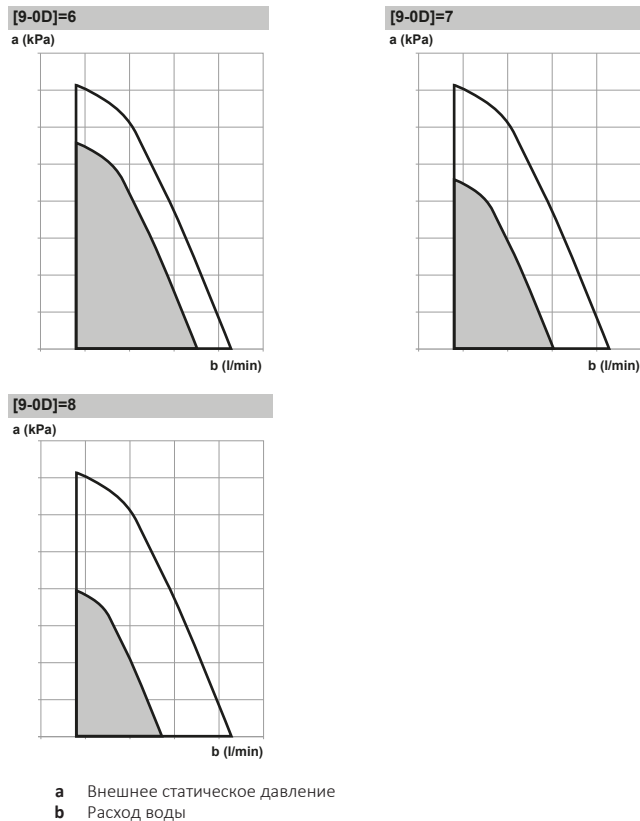 [9-0D]=6
a (kPa)
b (l/min)
[9-0D]=7
a (kPa)
b (l/min)
[9-0D]=8
a (kPa)
b (l/min)
a Внешнее статическое давление
b Расход воды